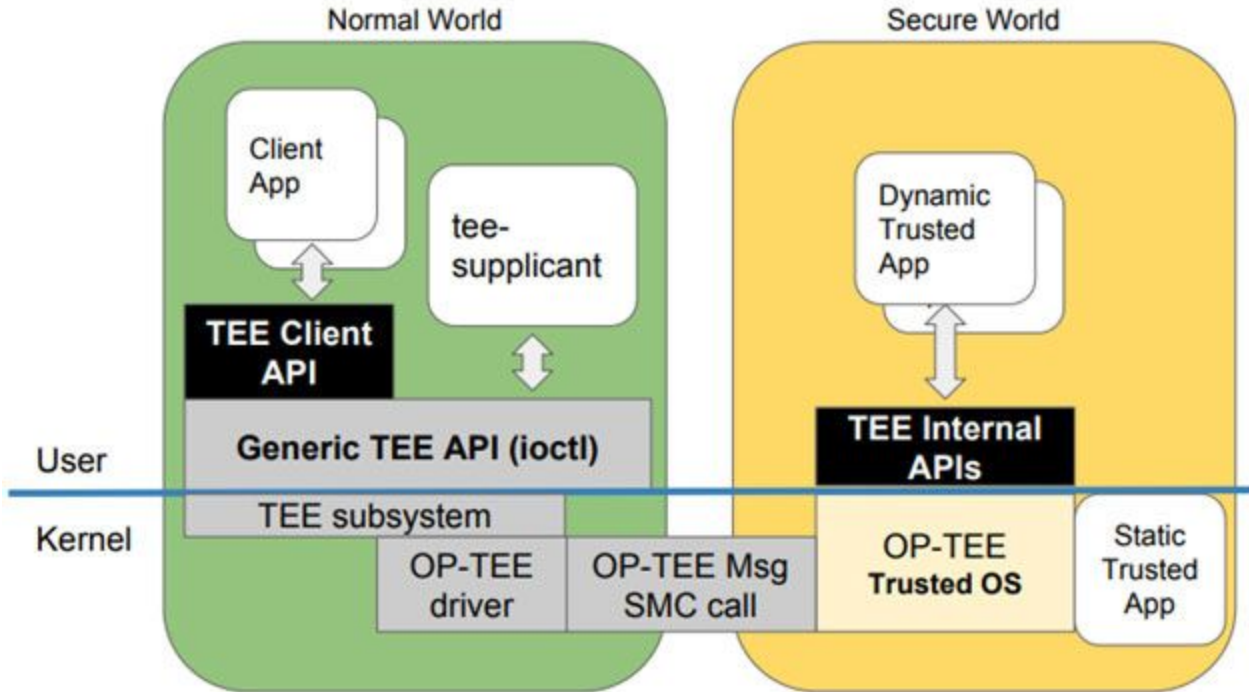 Normal World
Secure World
Client
App
tee-
supplicant
Dynamic
Trusted
App
TEE Client
API
Generic TEE API (ioctl)
TEE Internal
APIs
User
Kernel
TEE subsystem
OP-TEE
driver
OP-TEE Msg
SMC call
OP-TEE
Trusted OS
Static
Trusted
App